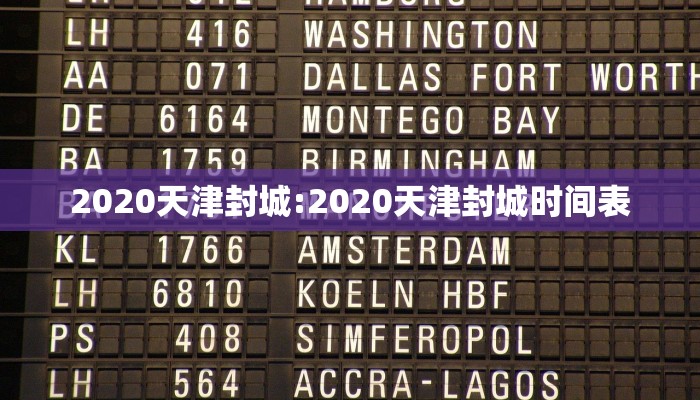 HAMBURG
LH 416 WASHINGTON
AA 071 DALLAS FORT WORTH
DE 6164 MONTEGO BAY
BA 1759 BIRMINGHAM
2020天津封城:2020天津封城时间表
KL 1766 AMSTERDAM
LH 6810 KOELN HBF
PS 408 SIMFEROPOL
LH 564 ACCRA-LAGOS